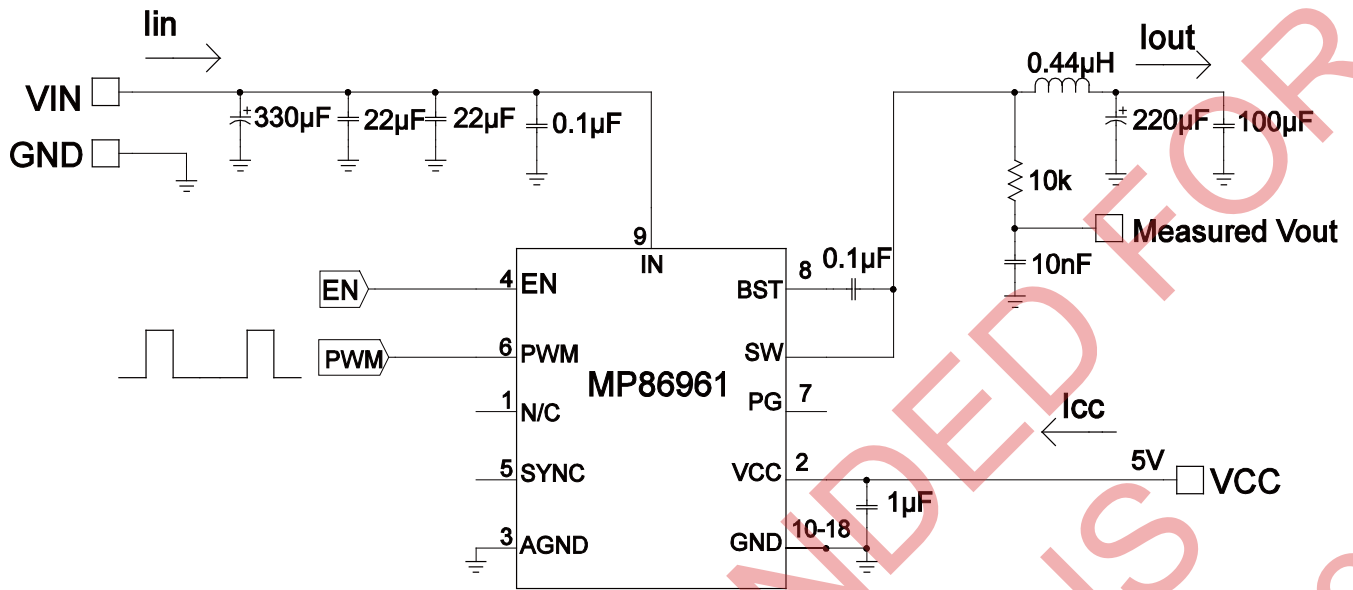 Iin
Iout
VIN
GND
330µF
22µF
22µF
0.1µF
0.44µH
220µF
100µF
10k
Measured Vout
10nF
9
IN
EN
4
EN
PWM
6
PWM
1
N/C
5
SYNC
3
AGND
MP86961
BST
8
0.1µF
SW
PG
7
Icc
VCC
2
5V
VCC
1µF
GND
10-18
NDED FOR